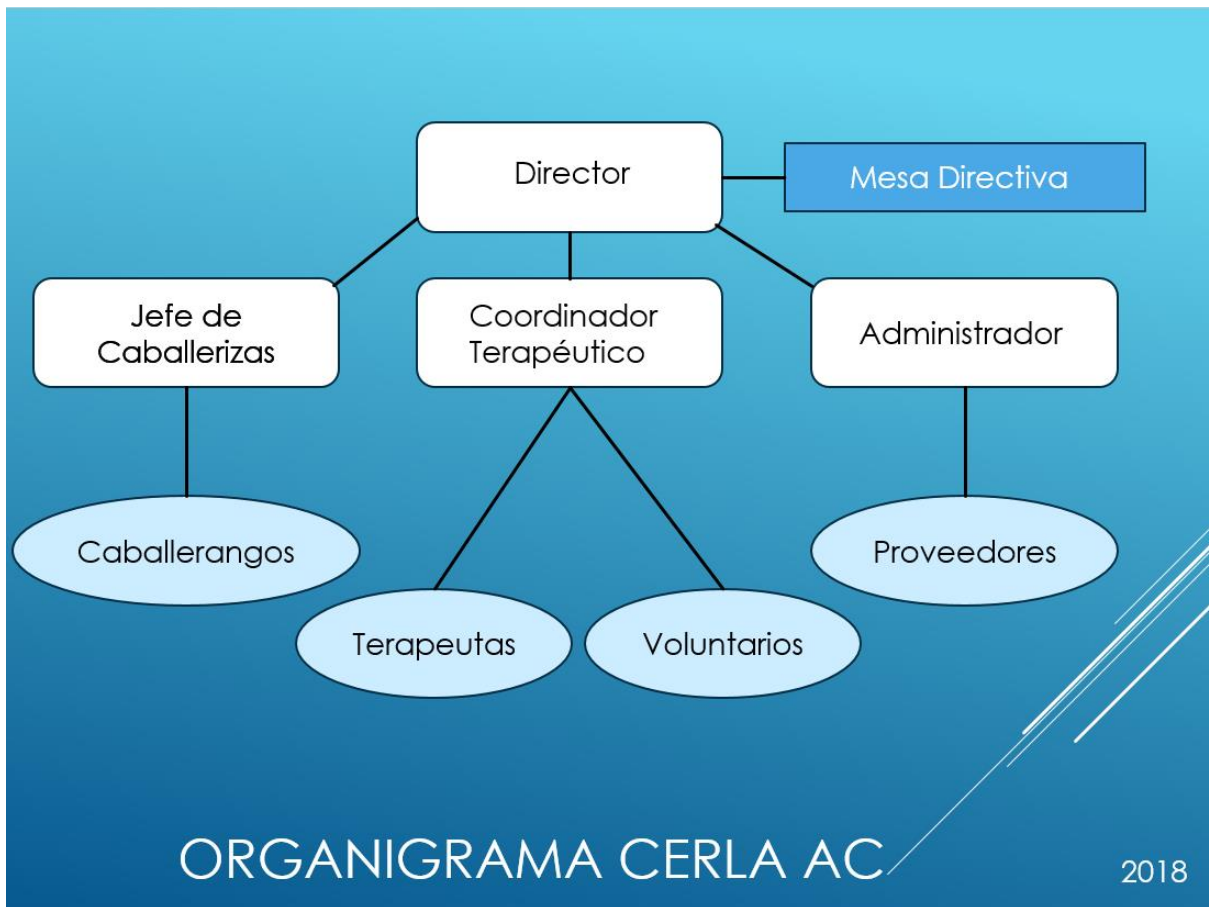 Director
Mesa Directiva
Jefe de
Caballerizas
Coordinador
Terapéutico
Administrador
Caballerangos
Proveedores
Terapeutas
Voluntarios
ORGANIGRAMA CERLA AC
2018